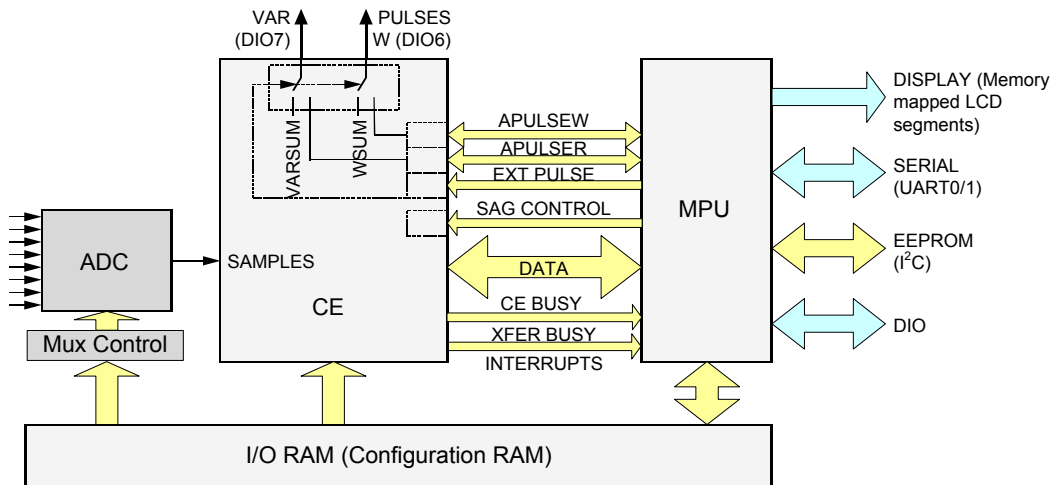 VAR
(DIO7)
PULSES
W (DIO6)
VARSUM
WSUM
APULSEW
APULSER
EXT PULSE
SAG CONTROL
DATA
CE BUSY
XFER BUSY
INTERRUPTS
ADC
SAMPLES
CE
MPU
Mux Control
DISPLAY (Memory
mapped LCD
segments)
SERIAL
(UART0/1)
EEPROM
(I²C)
DIO
I/O RAM (Configuration RAM)